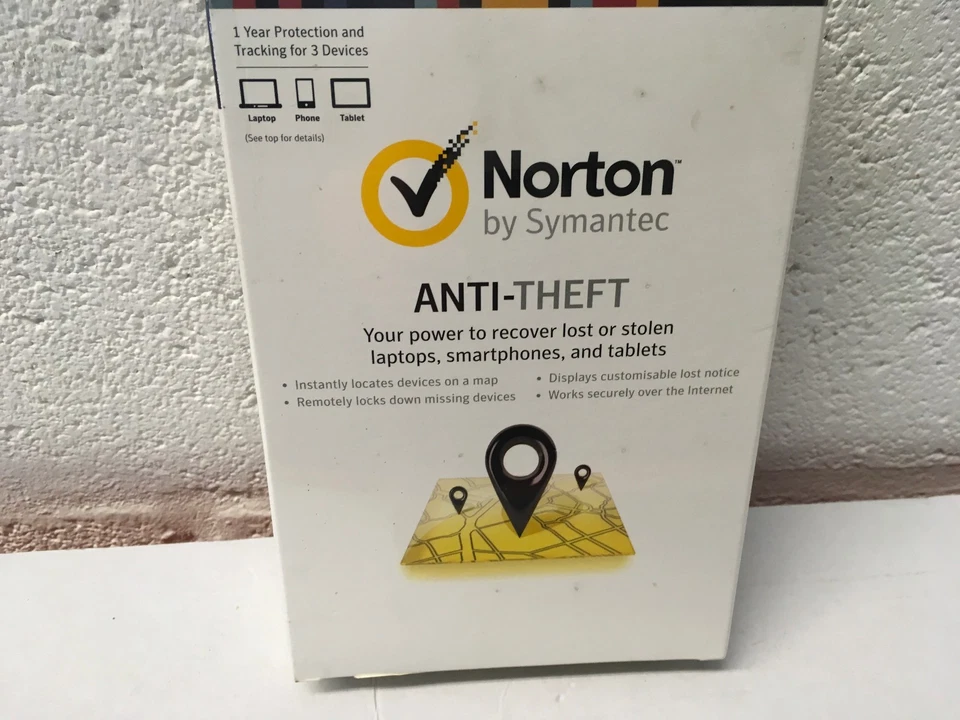 1 Year Protection and
Tracking for 3 Devices
Laptop Phone Tablet
(See top for details)
Norton™
by Symantec
ANTI-THEFT
Your power to recover lost or stolen
laptops, smartphones, and tablets
• Instantly locates devices on a map
• Remotely locks down missing devices
• Displays customisable lost notice
• Works securely over the Internet